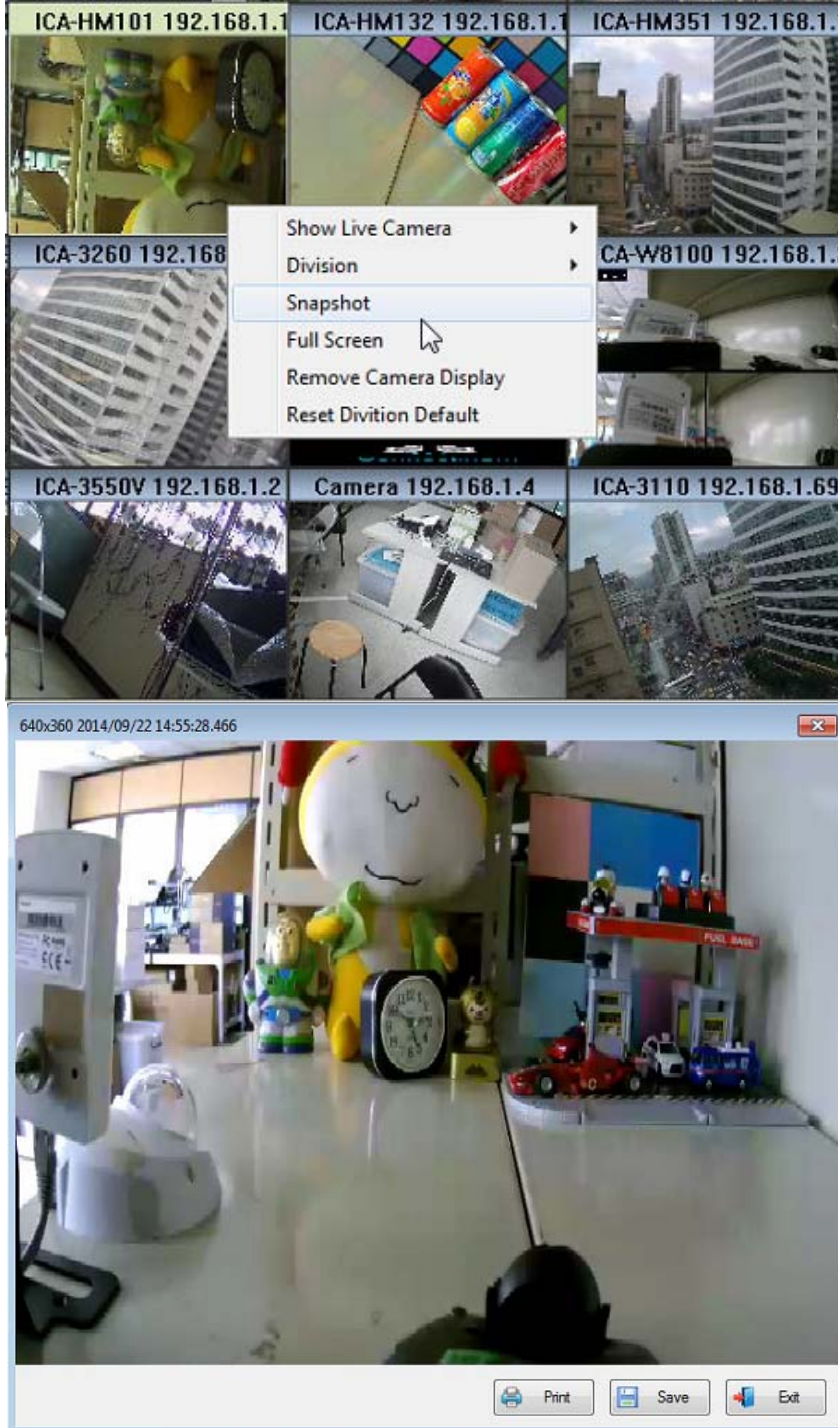 ICA-HM101 192.168.1.1
ICA-HM132 192.168.1.1
ICA-HM351 192.168.1.
ICA-3260 192.168
CA-W8100 192.168.1.
Show Live Camera
Division
Snapshot
Full Screen
Remove Camera Display
Reset Divition Default
ICA-3550V 192.168.1.2
Camera 192.168.1.4
ICA-3110 192.168.1.69
640x360 2014/09/22 14:55:28.466
FUEL BASE
Print
Save
Exit